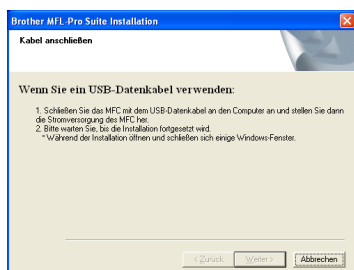 Brother MFL-Pro Suite Installation
Kabel anschließen
Wenn Sie ein USB-Datenkabel verwenden:
1. Schließen Sie das MFC mit dem USB-Datenkabel an den Computer an und stellen Sie dann
die Stromversorgung des MFC her.
2. Bitte warten Sie, bis die Installation fortgesetzt wird.
* Während der Installation öffnen und schließen sich einige Windows-Fenster.
< Zurück Weiter > Abbrechen